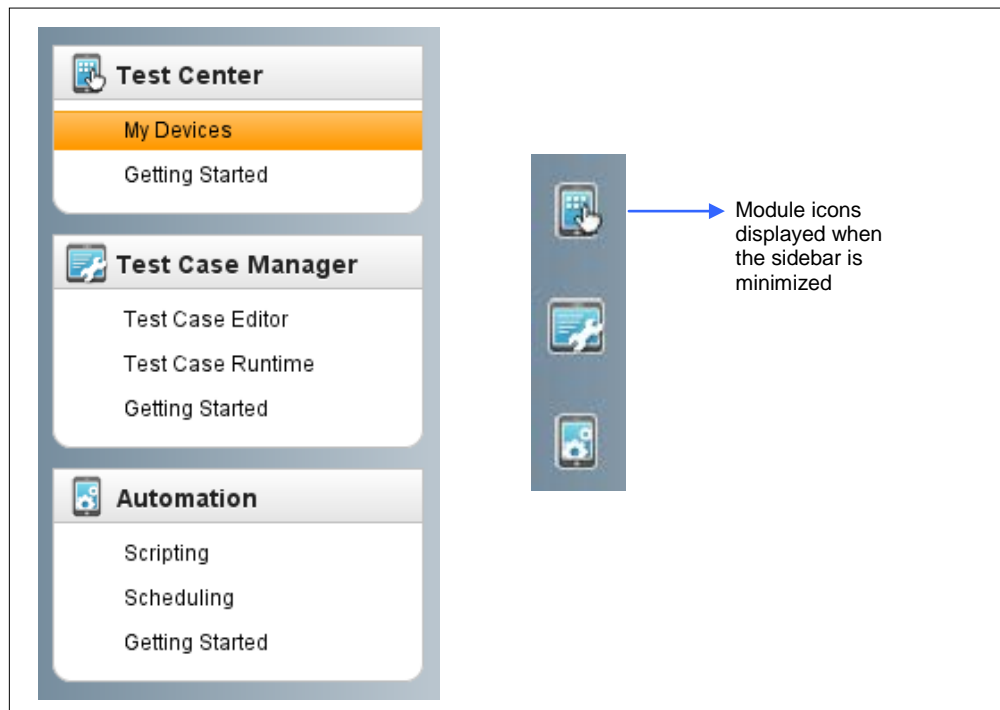 Test Center
My Devices
Getting Started
Test Case Manager
Test Case Editor
Test Case Runtime
Getting Started
Automation
Scripting
Scheduling
Getting Started
Module icons
displayed when
the sidebar is
minimized